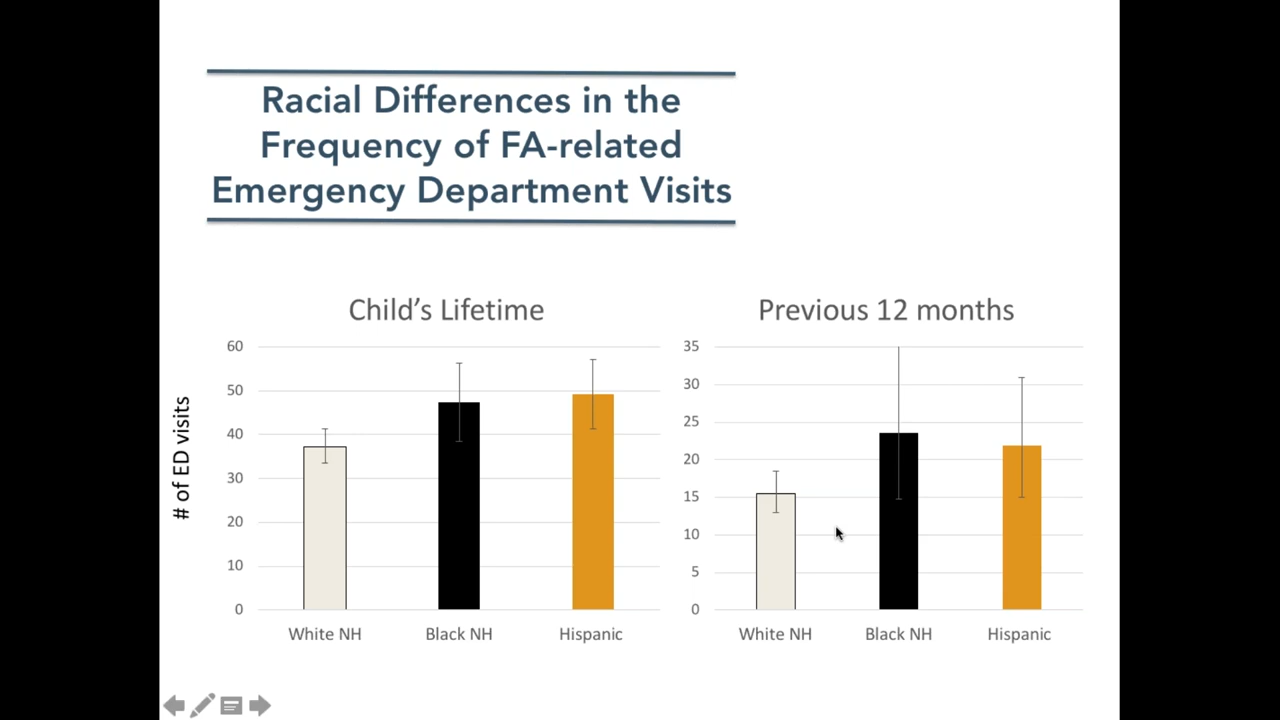 Racial Differences in the
Frequency of FA-related
Emergency Department Visits
Child’s Lifetime
# of ED visits
60
50
40
30
20
10
0
White NH
Black NH
Hispanic
Previous 12 months
35
30
25
20
15
10
5
0
White NH
Black NH
Hispanic